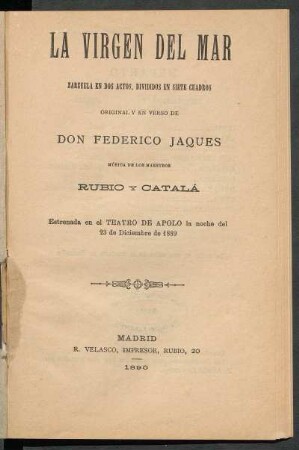 LA VIRGEN DEL MAR
ZARZUELA EN DOS ACTOS, DIVIDIDOS EN SIETE CUADROS
ORIGINAL Y EN VERSO DE
DON FEDERICO JAQUES
MÚSICA DE LOS MAESTROS
RUBIO Y CATALÁ
Estrenada en el TEATRO DE APOLO la noche del
23 de Diciembre de 1889
MADRID
R. VELASCO, IMPRESOR, RUBIO, 20
1890